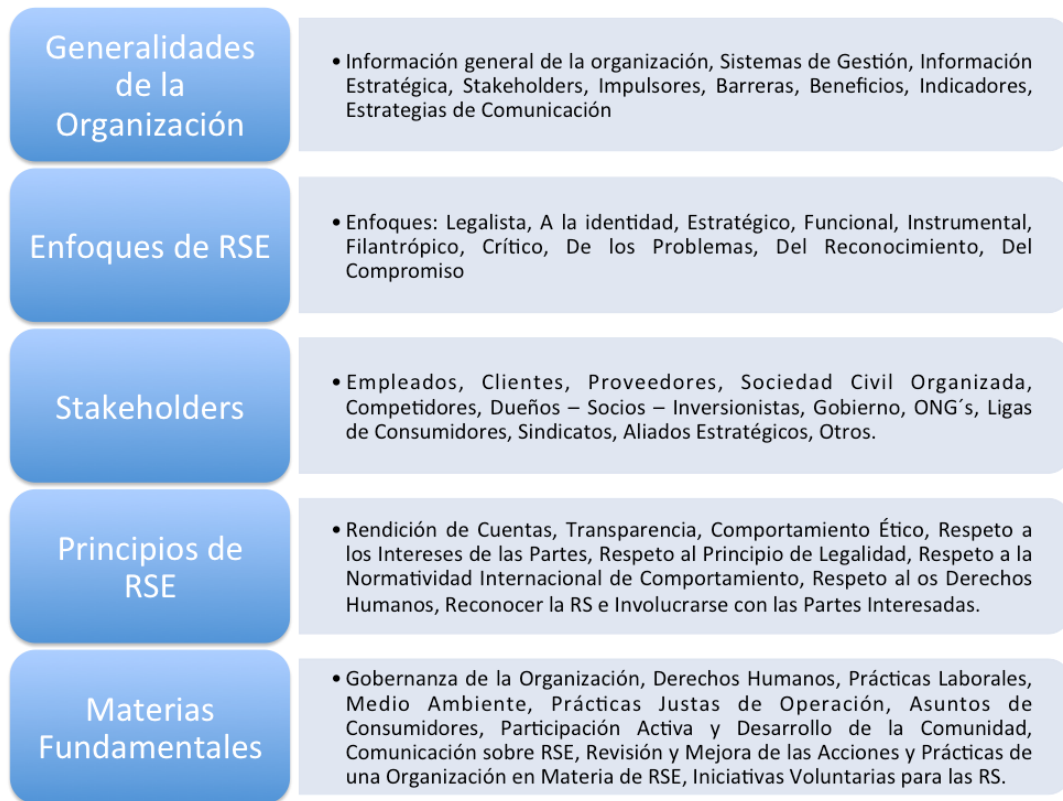 Generalidades
de la
Organización
• Información general de la organización, Sistemas de Gestión, Información
Estratégica, Stakeholders, Impulsores, Barreras, Beneficios, Indicadores,
Estrategias de Comunicación
Enfoques de RSE
• Enfoques: Legalista, A la identidad, Estratégico, Funcional, Instrumental,
Filantrópico, Crítico, De los Problemas, Del Reconocimiento, Del
Compromiso
Stakeholders
• Empleados, Clientes, Proveedores, Sociedad Civil Organizada,
Competidores, Dueños – Socios – Inversionistas, Gobierno, ONG´s, Ligas
de Consumidores, Sindicatos, Aliados Estratégicos, Otros.
Principios de
RSE
• Rendición de Cuentas, Transparencia, Comportamiento Ético, Respeto a
los Intereses de las Partes, Respeto al Principio de Legalidad, Respeto a la
Normatividad Internacional de Comportamiento, Respeto al os Derechos
Humanos, Reconocer la RS e Involucrarse con las Partes Interesadas.
Materias
Fundamentales
• Gobernanza de la Organización, Derechos Humanos, Prácticas Laborales,
Medio Ambiente, Prácticas Justas de Operación, Asuntos de
Consumidores, Participación Activa y Desarrollo de la Comunidad,
Comunicación sobre RSE, Revisión y Mejora de las Acciones y Prácticas de
una Organización en Materia de RSE, Iniciativas Voluntarias para las RS.